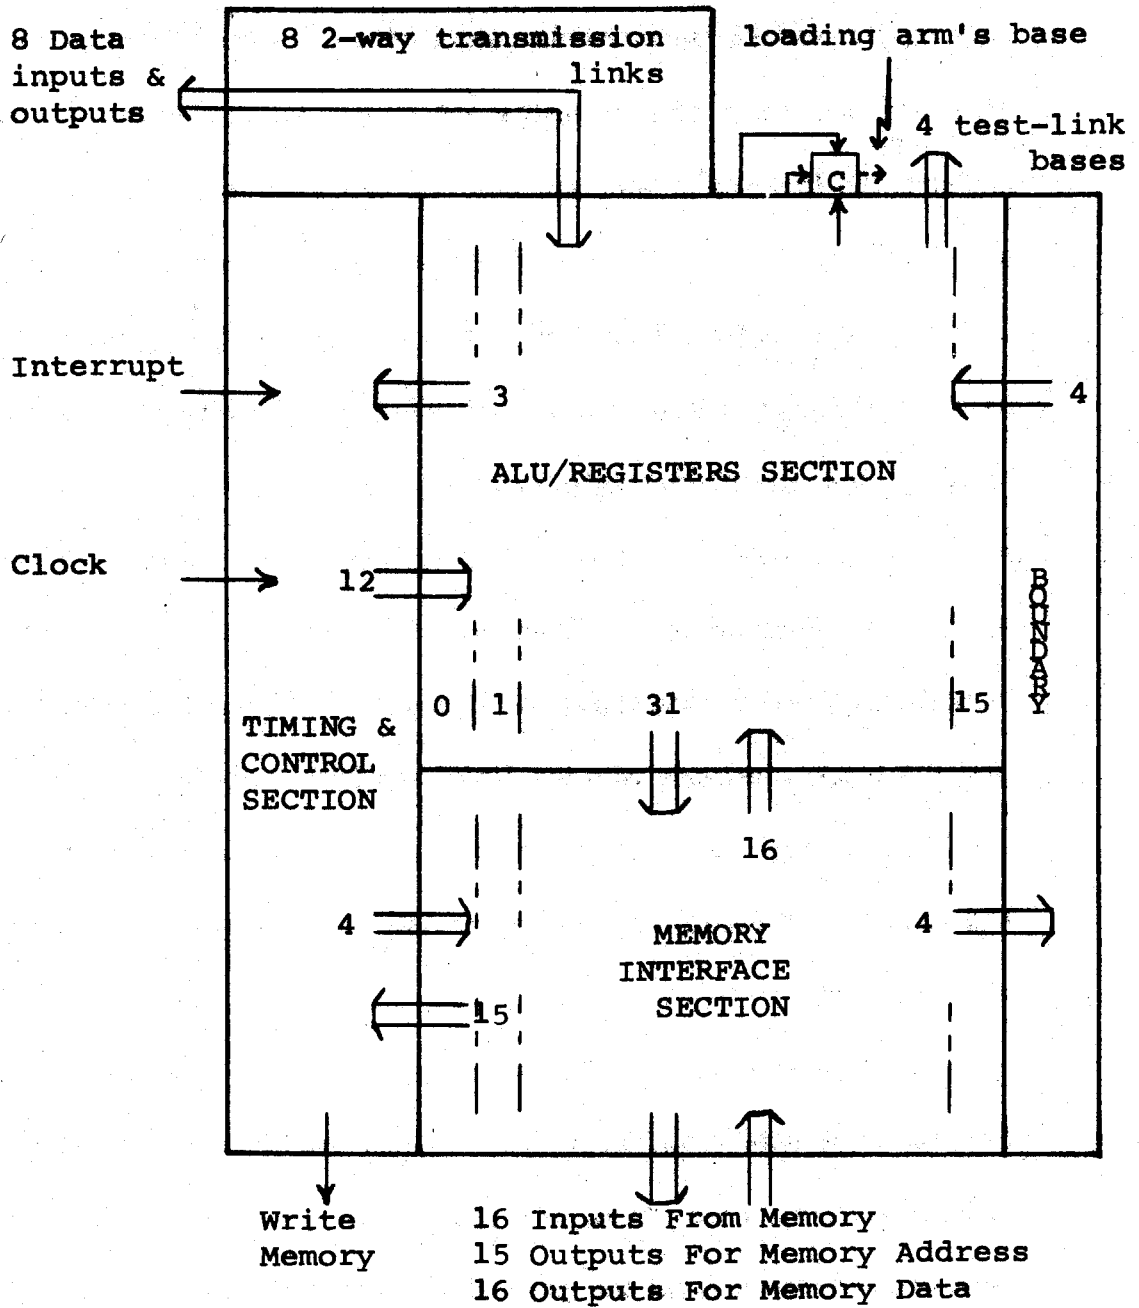 8 Data
inputs &
outputs
8 2-way transmission
links
loading arm's base
4 test-link
bases
C
Interrupt
3
4
ALU/REGISTERS SECTION
Clock
12
BOUNDARY
0
1
31
15
TIMING &
CONTROL
SECTION
16
4
MEMORY
INTERFACE
SECTION
4
15
Write
Memory
16 Inputs From Memory
15 Outputs For Memory Address
16 Outputs For Memory Data